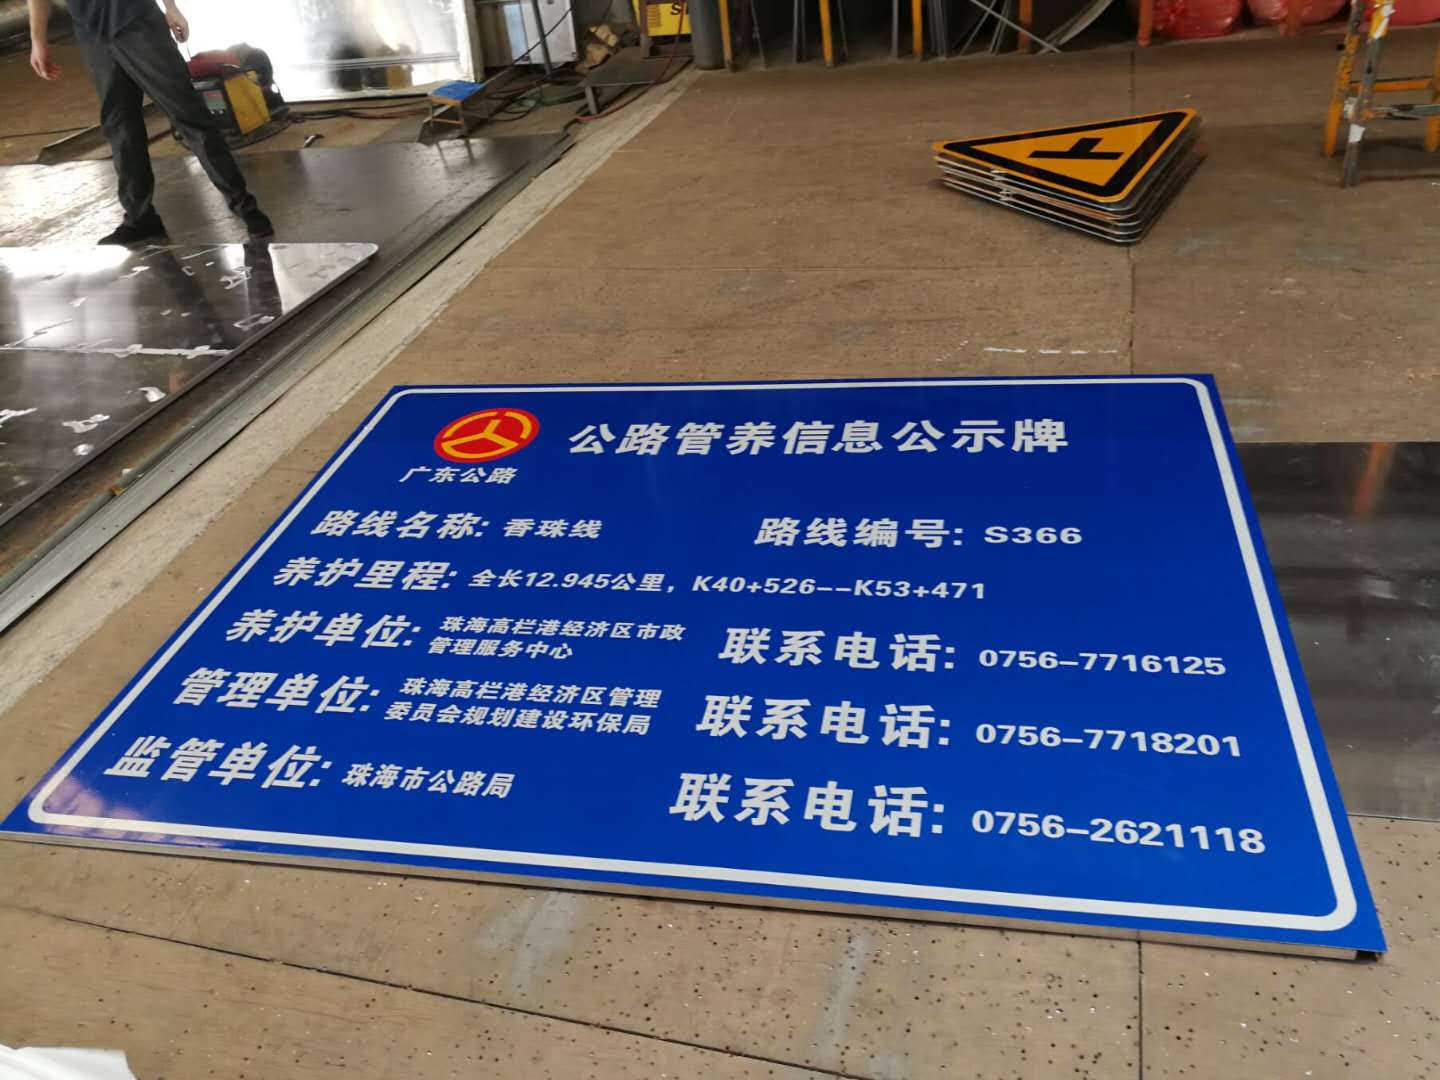 公路管养信息公示牌
广东公路
路线名称: 香珠线 路线编号: S366
养护里程: 全长12.945公里，K40+526--K53+471
养护单位: 珠海高栏港经济区市政
管理服务中心 联系电话: 0756-7716125
管理单位: 珠海高栏港经济区管理
委员会规划建设环保局 联系电话: 0756-7718201
监管单位: 珠海市公路局 联系电话: 0756-2621118